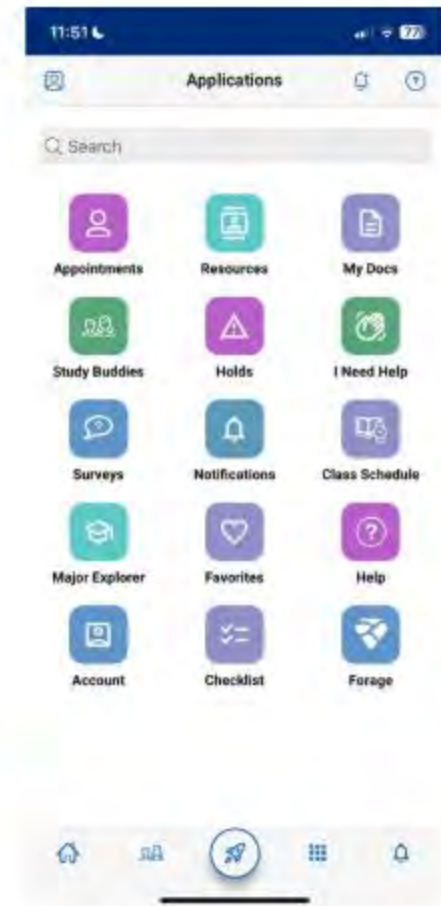 11:51 77
Applications
Search
Appointments Resources My Docs
Study Buddies Holds I Need Help
Surveys Notifications Class Schedule
Major Explorer Favorites Help
Account Checklist Forage